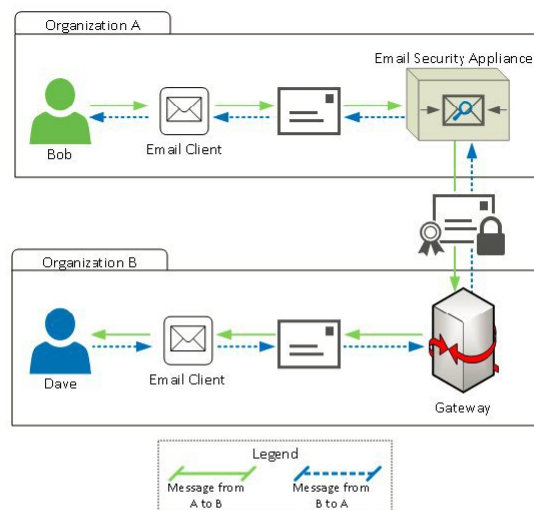 Organization A
Email Security Appliance
Bob
Email Client
Organization B
Dave
Email Client
Gateway
Legend
Message from
A to B
Message from
B to A